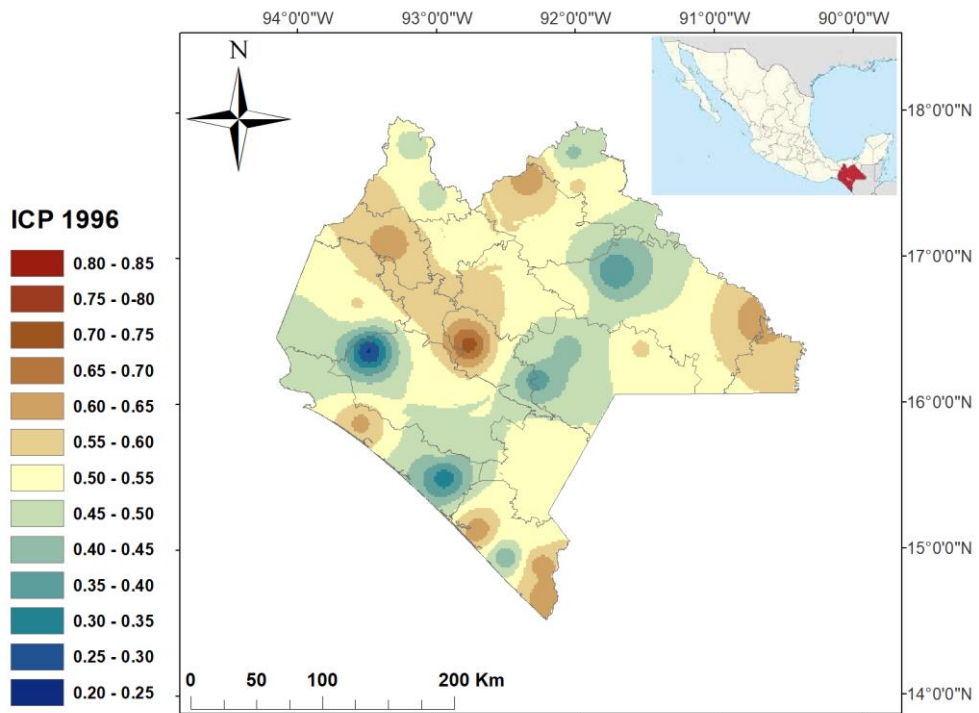 94°0'0"W 93°0'0"W 92°0'0"W 91°0'0"W 90°0'0"W
N
18°0'0"N
17°0'0"N
16°0'0"N
15°0'0"N
14°0'0"N
ICP 1996
0.80 - 0.85
0.75 - 0-80
0.70 - 0.75
0.65 - 0.70
0.60 - 0.65
0.55 - 0.60
0.50 - 0.55
0.45 - 0.50
0.40 - 0.45
0.35 - 0.40
0.30 - 0.35
0.25 - 0.30
0.20 - 0.25
0 50 100 200 Km